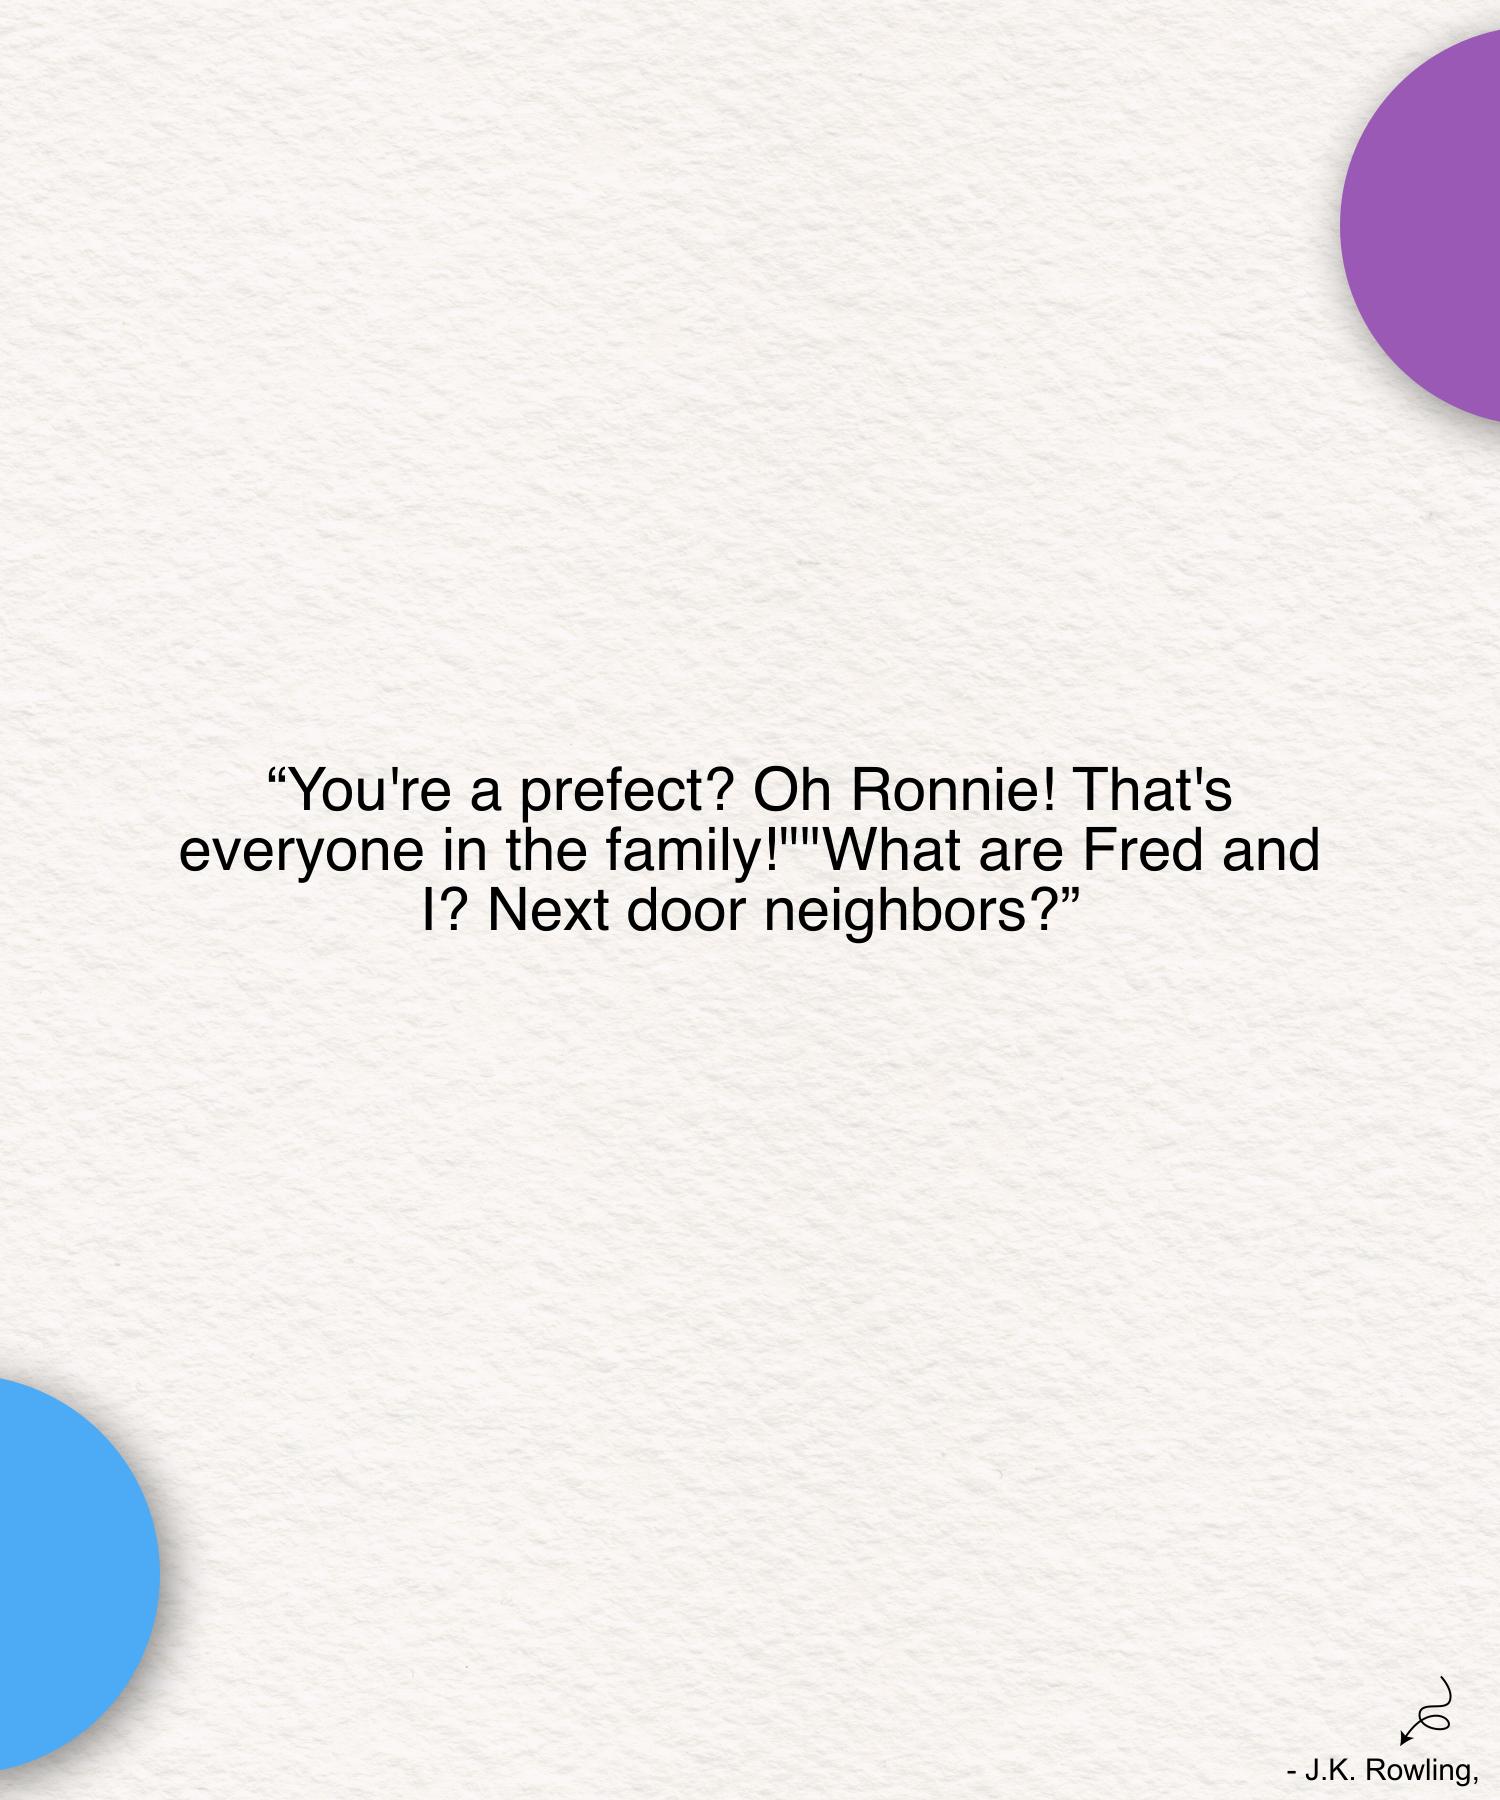 “You're a prefect? Oh Ronnie! That's
everyone in the family!""What are Fred and
I? Next door neighbors?”
- J.K. Rowling,